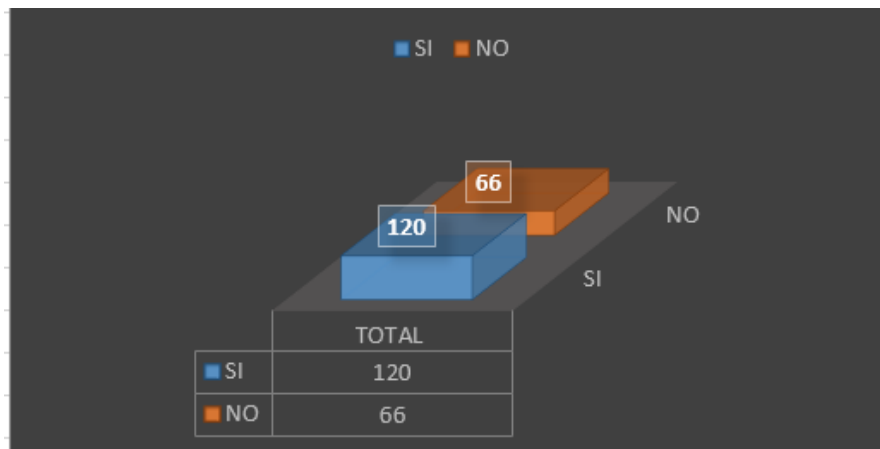 SI NO
66
120
NO
SI
TOTAL
SI 120
NO 66